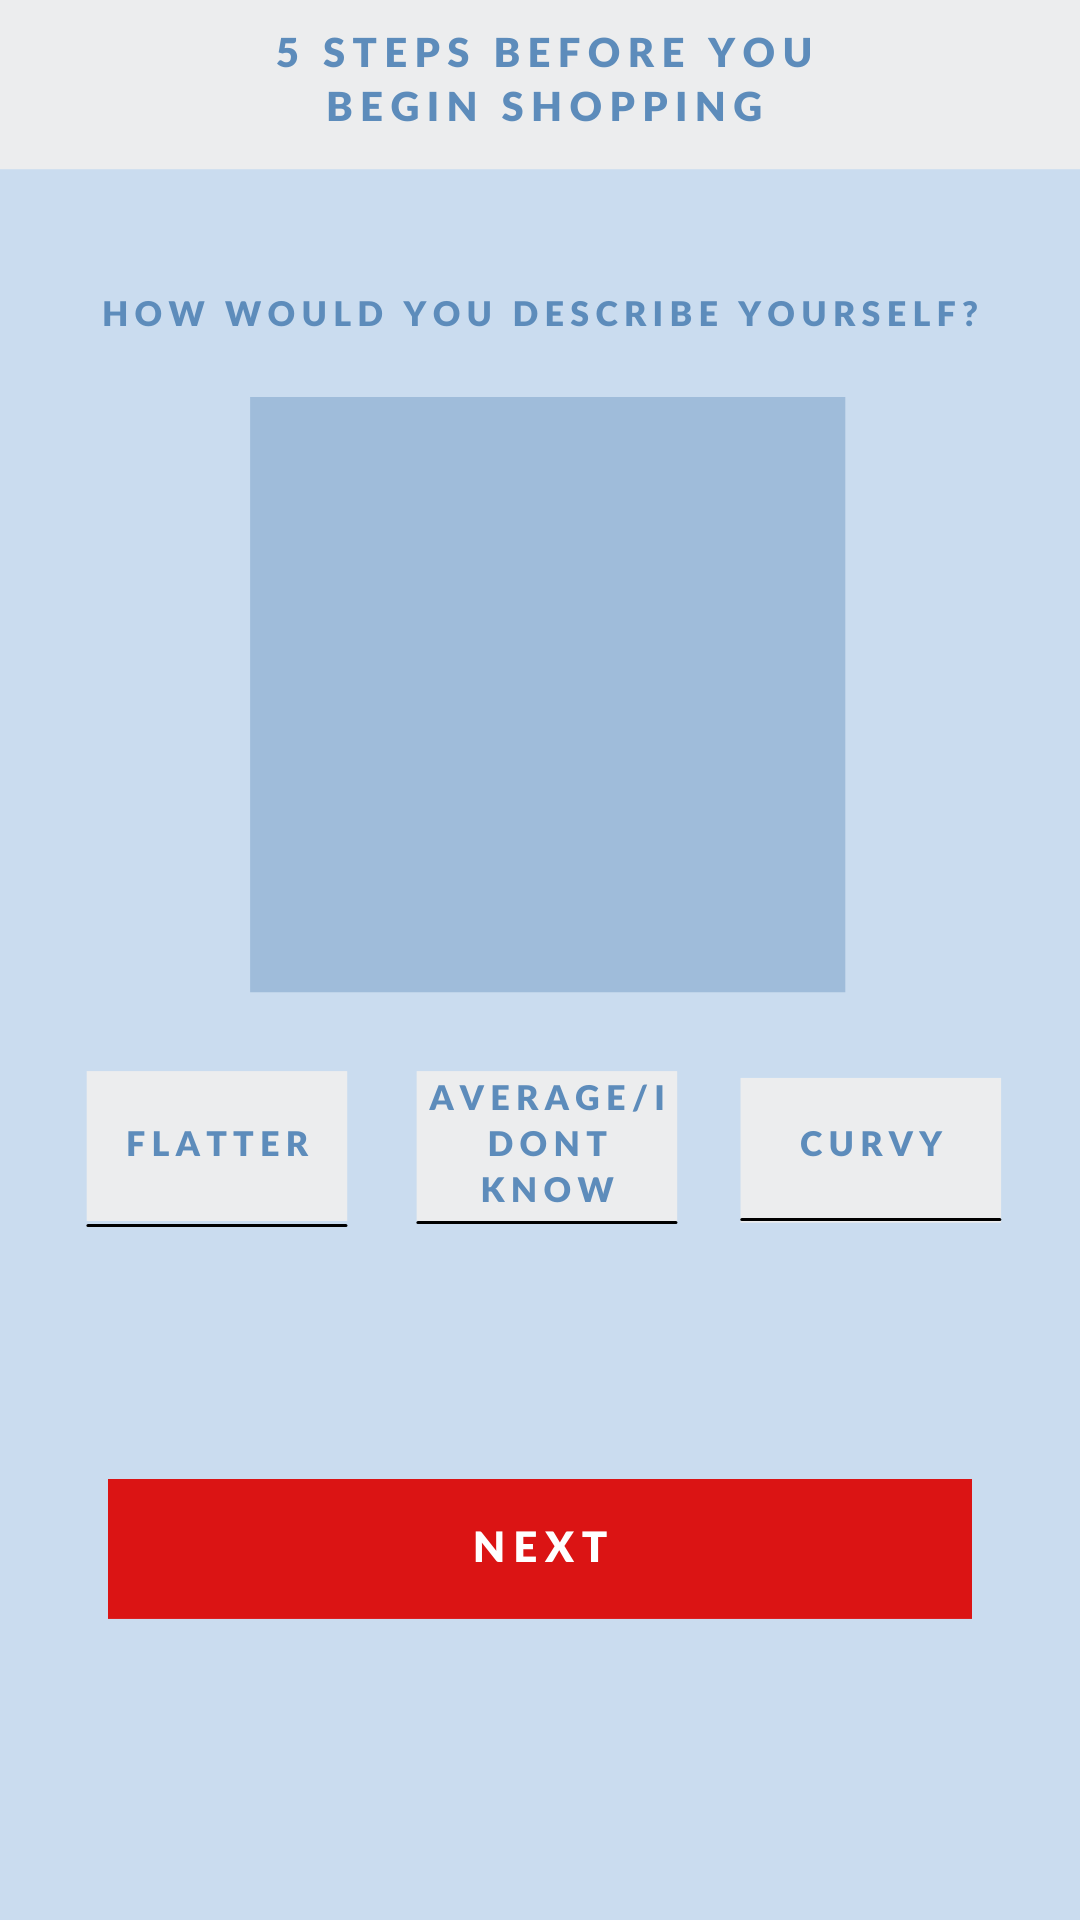 5 STEPS BEFORE YOU
BEGIN SHOPPING
HOW WOULD YOU DESCRIBE YOURSELF?
FLATTER
AVERAGE/I
DONT
KNOW
CURVY
NEXT